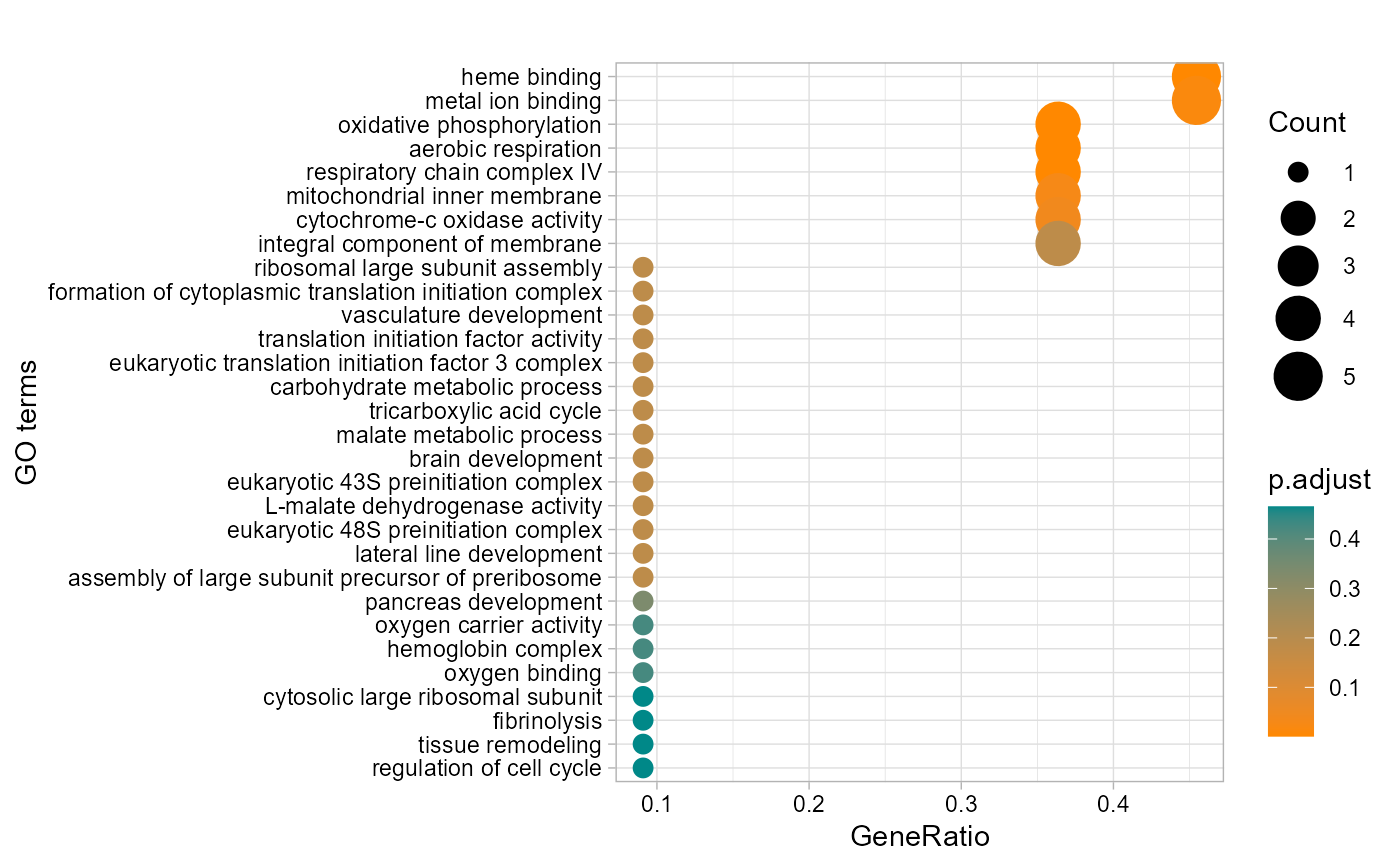 heme binding
metal ion binding
oxidative phosphorylation
aerobic respiration
respiratory chain complex IV
mitochondrial inner membrane
cytochrome-c oxidase activity
integral component of membrane
ribosomal large subunit assembly
formation of cytoplasmic translation initiation complex
vasculature development
translation initiation factor activity
eukaryotic translation initiation factor 3 complex
carbohydrate metabolic process
tricarboxylic acid cycle
malate metabolic process
brain development
eukaryotic 43S preinitiation complex
L-malate dehydrogenase activity
eukaryotic 48S preinitiation complex
lateral line development
assembly of large subunit precursor of preribosome
pancreas development
oxygen carrier activity
hemoglobin complex
oxygen binding
cytosolic large ribosomal subunit
fibrinolysis
tissue remodeling
regulation of cell cycle
GO terms
0.1 0.2 0.3 0.4
GeneRatio
Count
1
2
3
4
5
p.adjust
0.4
0.3
0.2
0.1